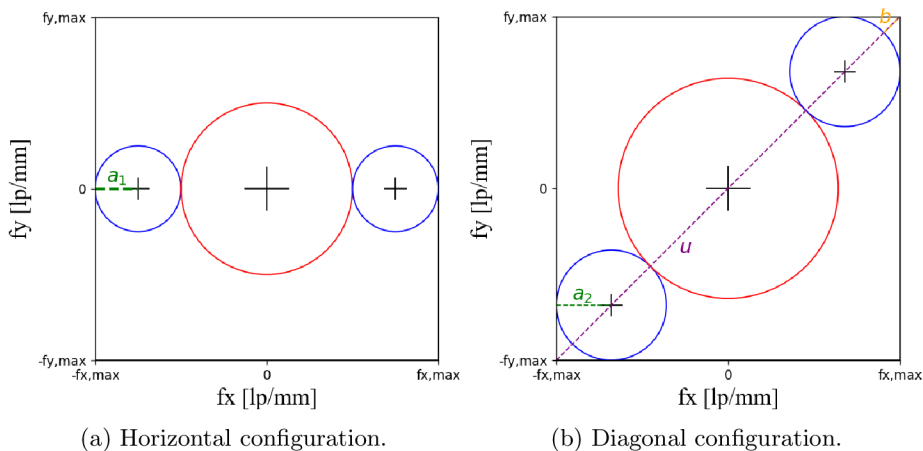 fy,max
a1
0
fy [lp/mm]
-fy,max
-fx,max
0
fx,max
fx [lp/mm]
(a) Horizontal configuration.
fy,max
b
u
0
a2
fy [lp/mm]
-fy,max
-fx,max
0
fx,max
fx [lp/mm]
(b) Diagonal configuration.